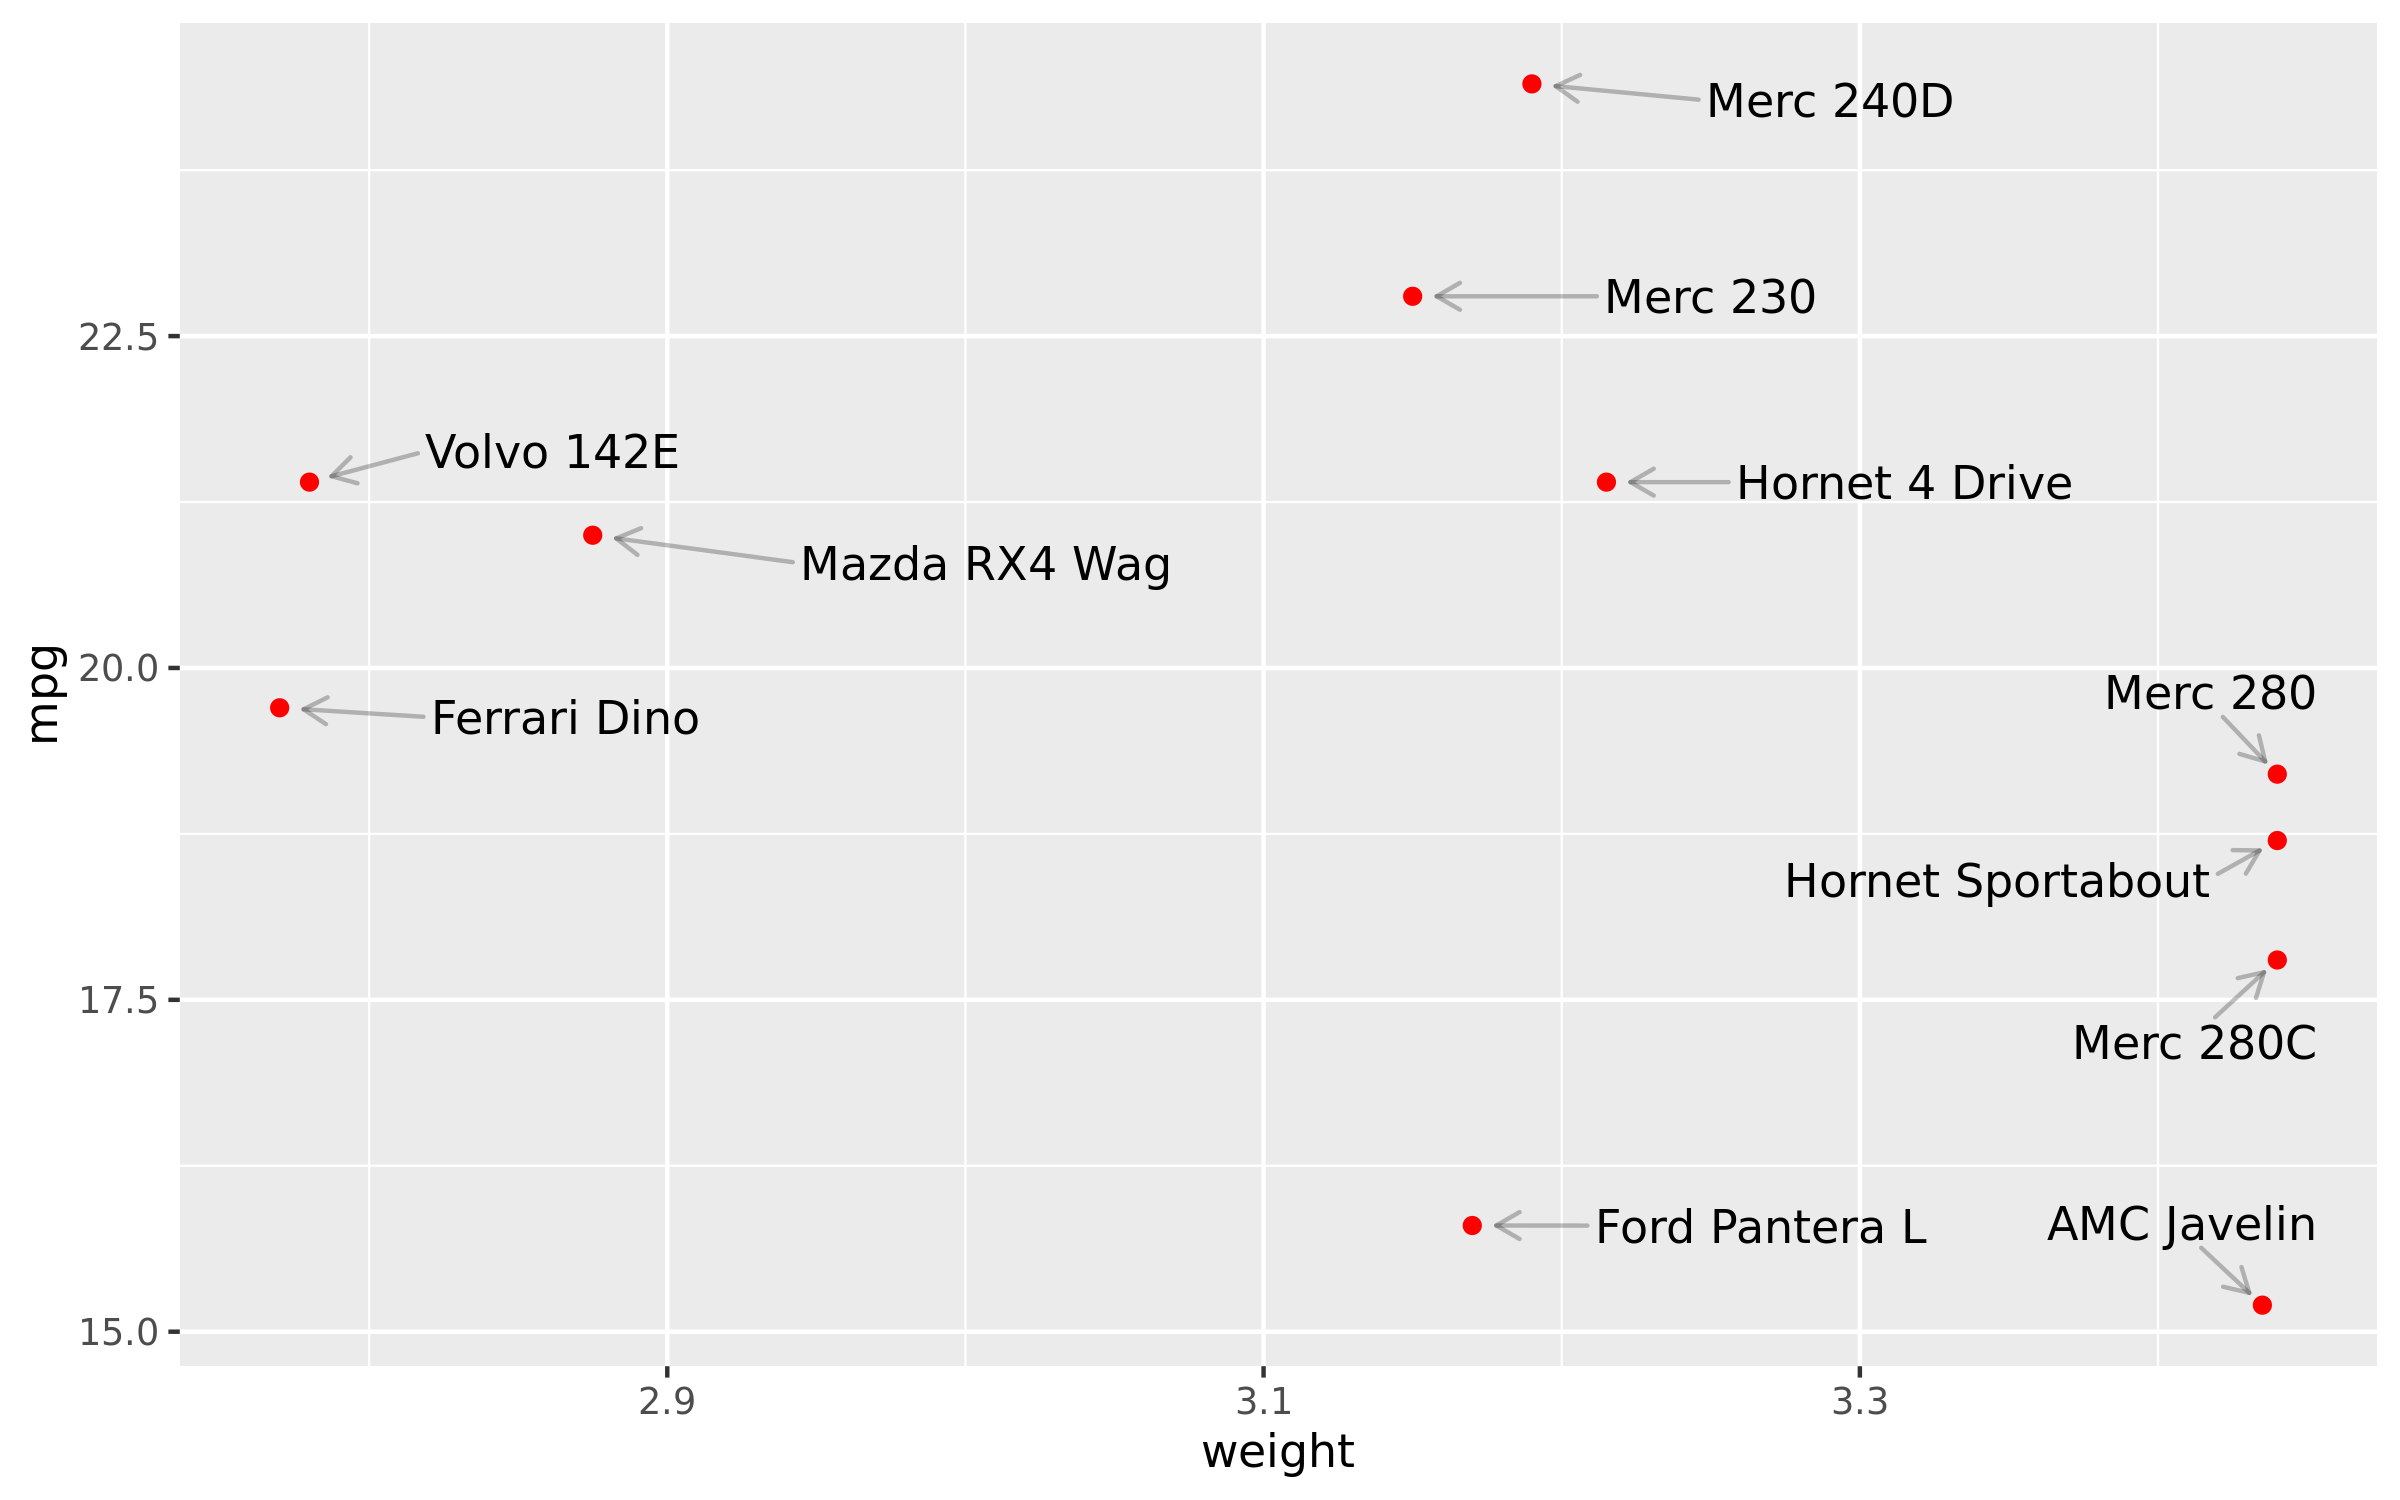 Merc 240D
Merc 230
22.5
Volvo 142E
Hornet 4 Drive
Mazda RX4 Wag
mpg
20.0
Merc 280
Ferrari Dino
Hornet Sportabout
17.5
Merc 280C
Ford Pantera L
AMC Javelin
15.0
2.9
3.1
3.3
weight